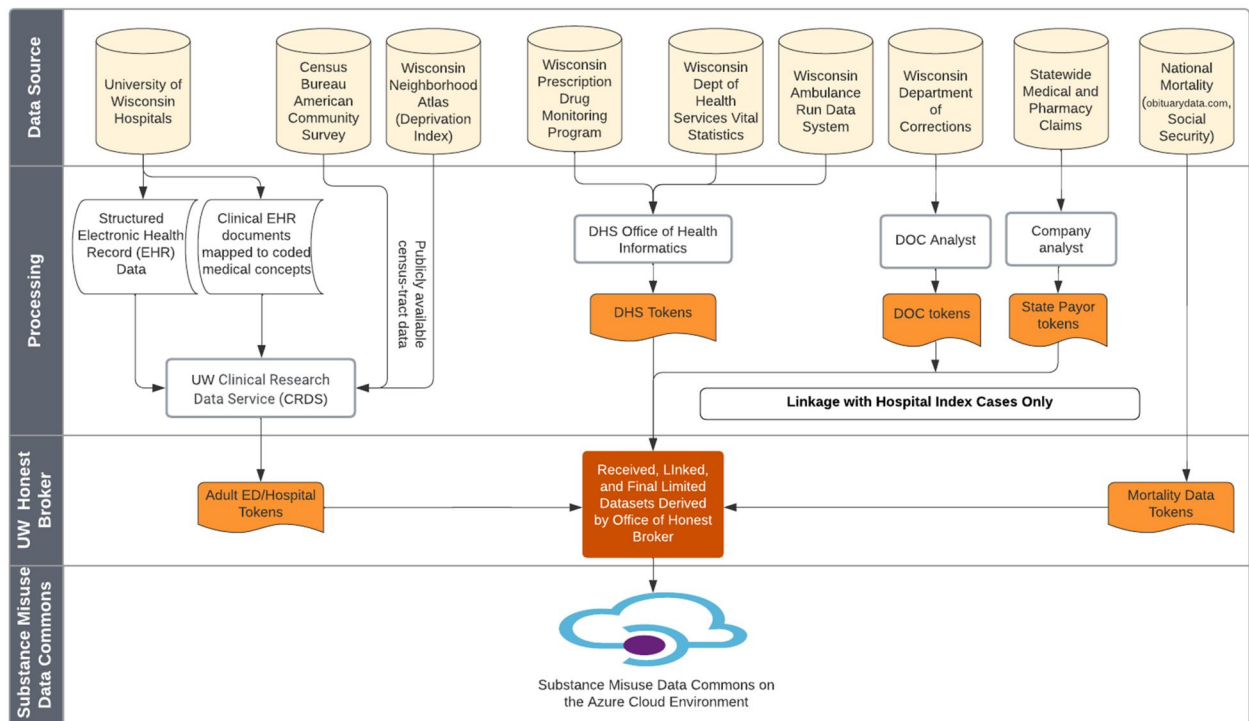 Data Source
University of
Wisconsin
Hospitals
Census
Bureau
American
Community
Survey
Wisconsin
Neighborhood
Atlas
(Deprivation
Index)
Wisconsin
Prescription
Drug
Monitoring
Program
Wisconsin
Dept of
Health
Services Vital
Statistics
Wisconsin
Ambulance
Run Data
System
Wisconsin
Department
of
Corrections
Statewide
Medical and
Pharmacy
Claims
National
Mortality
(obituarydata.com,
Social
Security)
Processing
Structured
Electronic Health
Record (EHR)
Data
Clinical EHR
documents
mapped to coded
medical concepts
Publicly available
census-tract data
DHS Office of Health
Informatics
DOC Analyst
Company
analyst
DHS Tokens
DOC tokens
State Payor
tokens
UW Clinical Research
Data Service (CRDS)
Linkage with Hospital Index Cases Only
UW Honest
Broker
Adult ED/Hospital
Tokens
Received, LInked,
and Final Limited
Datasets Derived
by Office of Honest
Broker
Mortality Data
Tokens
Substance Misuse
Data Commons
Substance Misuse Data Commons on
the Azure Cloud Environment